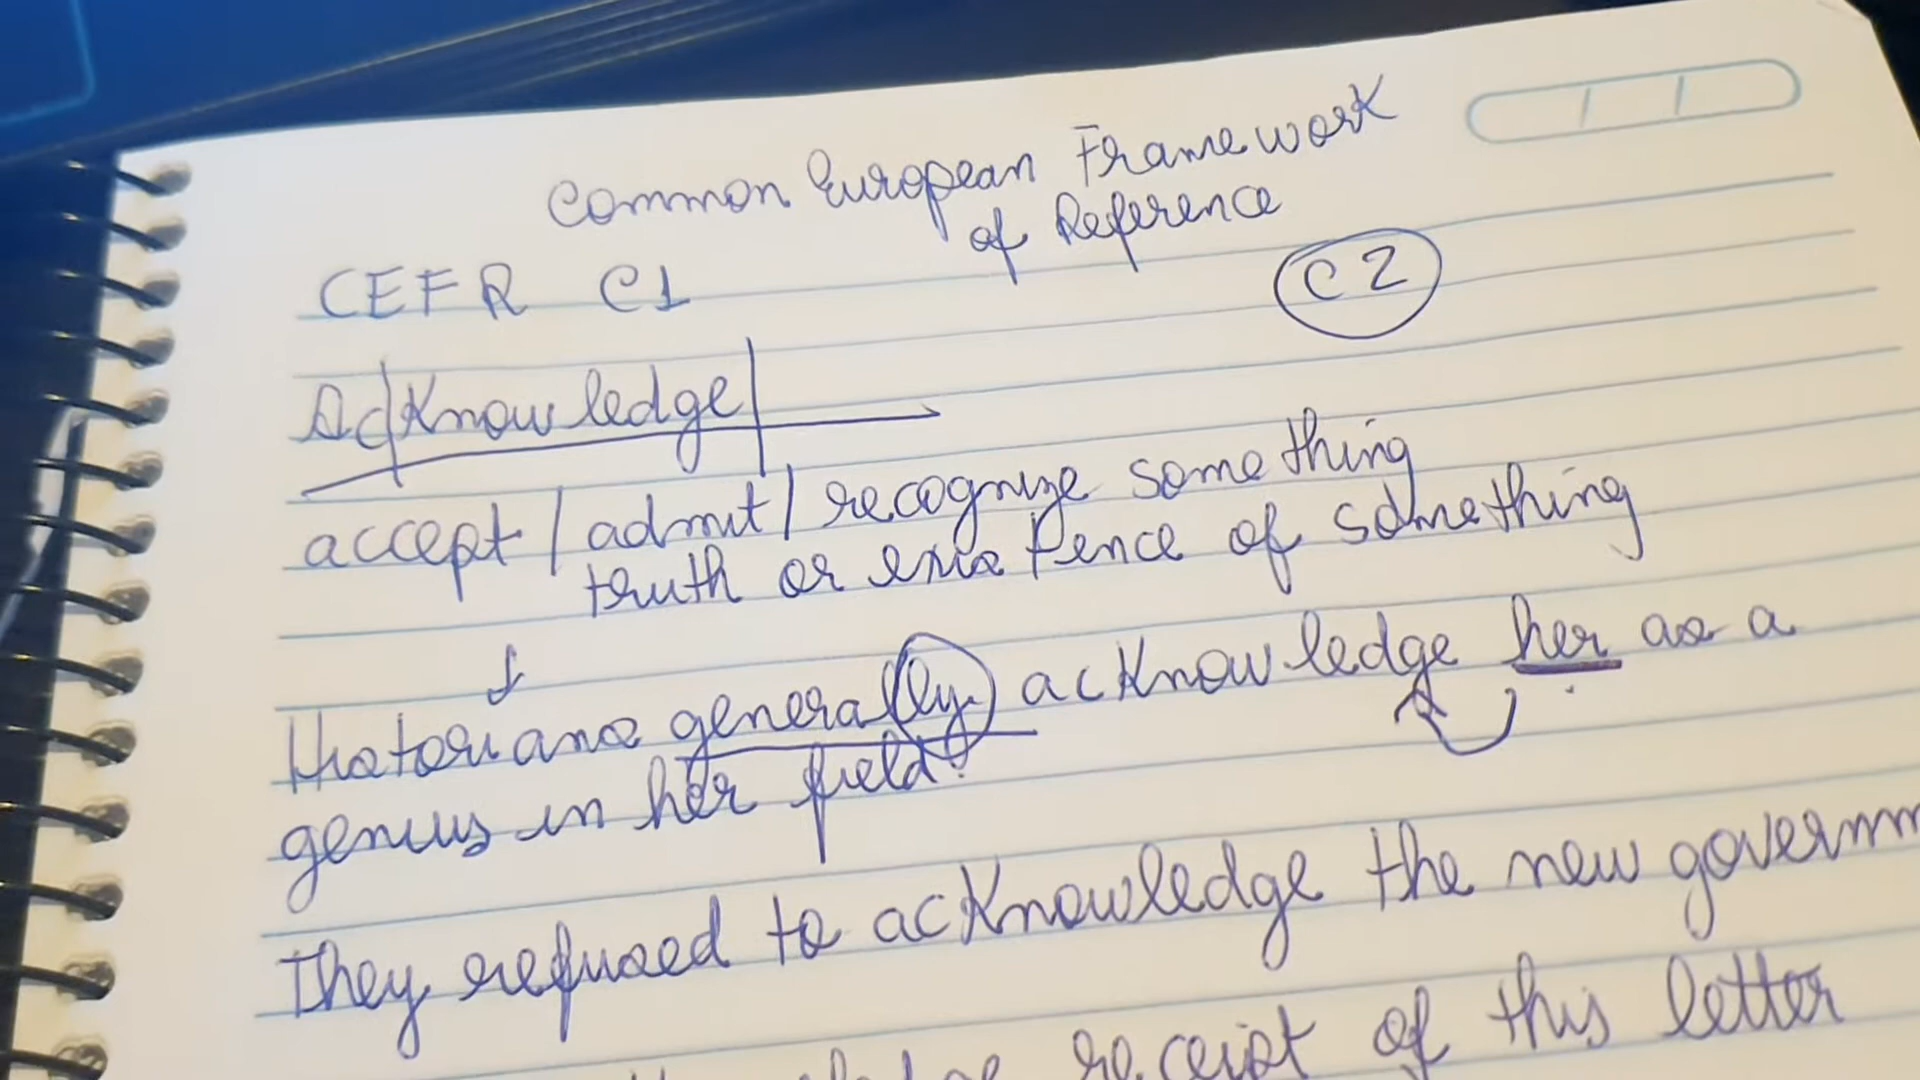 Common European Framework
of Reference
CEFR C1
C2
Acknowledge
accept / admit / recognize something
truth or existence of something
Historians generally acknowledge her as a
genius in her field.
They refused to acknowledge the new
receipt of this letter